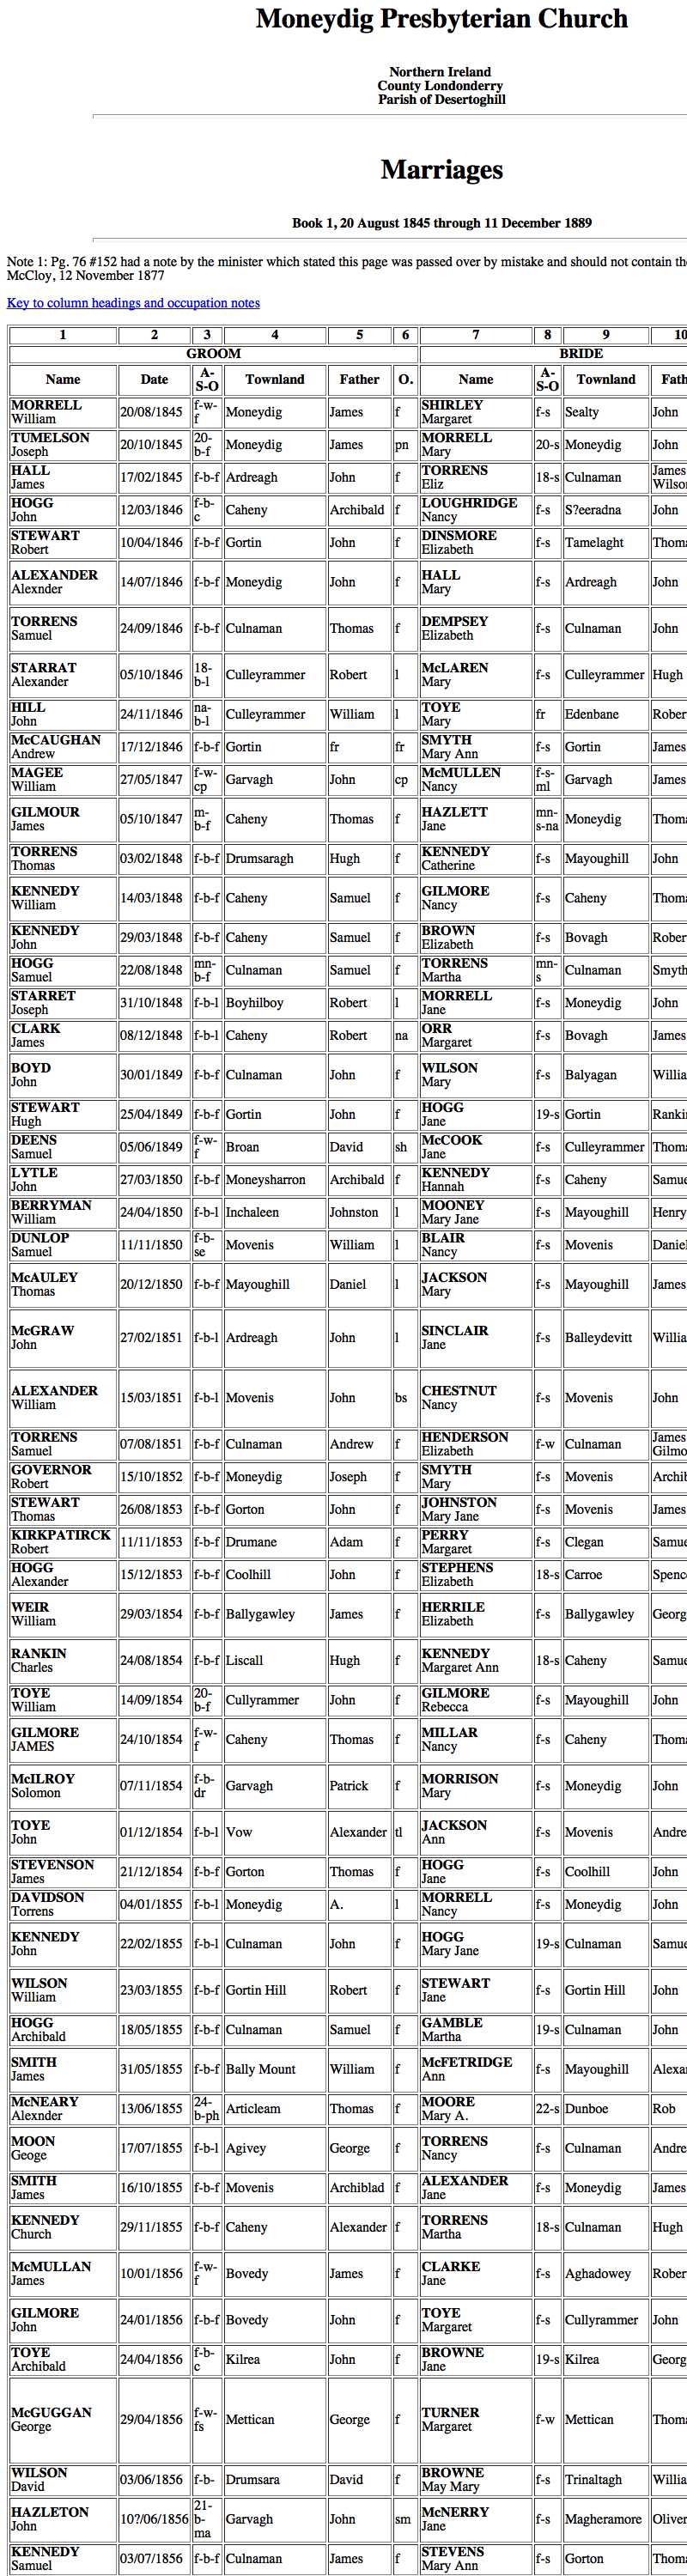 Moneydig Presbyterian Church
Northern Ireland
County Londonderry
Parish of Desertoghill
Marriages
Book 1, 20 August 1845 through 11 December 1889
Note 1: Pg. 76 #152 had a note by the minister which stated this page was passed over by mistake and should not contain th
McCloy, 12 November 1877
Key to column headings and occupation notes
1 2 3 4 5 6 7 8 9 10
GROOM BRIDE
Name Date A-S-O Townland Father O. Name A-S-O Townland Fath
MORRELL William 20/08/1845 f-w-f Moneydig James f SHIRLEY Margaret f-s Sealty John
TUMELSON Joseph 20/10/1845 20-b-f Moneydig James pn MORRELL Mary 20-s Moneydig John
HALL James 17/02/1845 f-b-f Ardreagh John f TORRENS Eliz 18-s Culnaman James Wilso
HOGG John 12/03/1846 f-b-c Caheny Archibald f LOUGHRIDGE Nancy f-s S?eeradna John
STEWART Robert 10/04/1846 f-b-f Gortin John f DINSMORE Elizabeth f-s Tamelaght Thoma
ALEXANDER Alexnder 14/07/1846 f-b-f Moneydig John f HALL Mary f-s Ardreagh John
TORRENS Samuel 24/09/1846 f-b-f Culnaman Thomas f DEMPSEY Elizabeth f-s Culnaman John
STARRAT Alexander 05/10/1846 18-b-l Culleyrammer Robert l McLAREN Mary f-s Culleyrammer Hugh
HILL John 24/11/1846 na-b-l Culleyrammer William l TOYE Mary fr Edenbane Rober
McCAUGHAN Andrew 17/12/1846 f-b-f Gortin fr fr SMYTH Mary Ann f-s Gortin James
MAGEE William 27/05/1847 f-w-cp Garvagh John cp McMULLEN Nancy f-s-ml Garvagh James
GILMOUR James 05/10/1847 m-b-f Caheny Thomas f HAZLETT Jane mn-s-na Moneydig Thoma
TORRENS Thomas 03/02/1848 f-b-f Drumsaragh Hugh f KENNEDY Catherine f-s Mayoughill John
KENNEDY William 14/03/1848 f-b-f Caheny Samuel f GILMORE Nancy f-s Caheny Thoma
KENNEDY John 29/03/1848 f-b-f Caheny Samuel f BROWN Elizabeth f-s Bovagh Rober
HOGG Samuel 22/08/1848 mn-b-f Culnaman Samuel f TORRENS Martha mn-s Culnaman Smyth
STARRET Joseph 31/10/1848 f-b-l Boyhilboy Robert l MORRELL Jane f-s Moneydig John
CLARK James 08/12/1848 f-b-l Caheny Robert na ORR Margaret f-s Bovagh James
BOYD John 30/01/1849 f-b-f Culnaman John f WILSON Mary f-s Balyagan Willia
STEWART Hugh 25/04/1849 f-b-f Gortin John f HOGG Jane 19-s Gortin Ranki
DEENS Samuel 05/06/1849 f-w-f Broan David sh McCOOK Jane f-s Culleyrammer Thoma
LYTLE John 27/03/1850 f-b-f Moneysharron Archibald f KENNEDY Hannah f-s Caheny Samue
BERRYMAN William 24/04/1850 f-b-l Inchaleen Johnston l MOONEY Mary Jane f-s Mayoughill Henry
DUNLOP Samuel 11/11/1850 f-b-se Movenis William l BLAIR Nancy f-s Movenis Daniel
McAULEY Thomas 20/12/1850 f-b-f Mayoughill Daniel l JACKSON Mary f-s Mayoughill James
McGRAW John 27/02/1851 f-b-l Ardreagh John l SINCLAIR Jane f-s Balleydevitt Willia
ALEXANDER William 15/03/1851 f-b-l Movenis John bs CHESTNUT Nancy f-s Movenis John
TORRENS Samuel 07/08/1851 f-b-f Culnaman Andrew f HENDERSON Elizabeth f-w Culnaman James Gilmo
GOVERNOR Robert 15/10/1852 f-b-f Moneydig Joseph f SMYTH Mary f-s Movenis Archib
STEWART Thomas 26/08/1853 f-b-f Gorton John f JOHNSTON Mary Jane f-s Movenis James
KIRKPATIRCK Robert 11/11/1853 f-b-f Drumane Adam f PERRY Margaret f-s Clegan Samue
HOGG Alexander 15/12/1853 f-b-f Coolhill John f STEPHENS Elizabeth 18-s Carroe Spenc
WEIR William 29/03/1854 f-b-f Ballygawley James f HERRILE Elizabeth f-s Ballygawley Georg
RANKIN Charles 24/08/1854 f-b-f Liscall Hugh f KENNEDY Margaret Ann 18-s Caheny Samue
TOYE William 14/09/1854 20-b-f Cullyrammer John f GILMORE Rebecca f-s Mayoughill John
GILMORE JAMES 24/10/1854 f-w-f Caheny Thomas f MILLAR Nancy f-s Caheny Thoma
McILROY Solomon 07/11/1854 f-b-dr Garvagh Patrick f MORRISON Mary f-s Moneydig John
TOYE John 01/12/1854 f-b-l Vow Alexander tl JACKSON Ann f-s Movenis Andre
STEVENSON James 21/12/1854 f-b-f Gorton Thomas f HOGG Jane f-s Coolhill John
DAVIDSON Torrens 04/01/1855 f-b-l Moneydig A. l MORRELL Nancy f-s Moneydig John
KENNEDY John 22/02/1855 f-b-l Culnaman John f HOGG Mary Jane 19-s Culnaman Samue
WILSON William 23/03/1855 f-b-f Gortin Hill Robert f STEWART Jane f-s Gortin Hill John
HOGG Archibald 18/05/1855 f-b-f Culnaman Samuel f GAMBLE Martha 19-s Culnaman John
SMITH James 31/05/1855 f-b-f Bally Mount William f McFETRIDGE Ann f-s Mayoughill Alexa
McNEARY Alexnder 13/06/1855 24-b-ph Articleam Thomas f MOORE Mary A. 22-s Dunboe Rob
MOON Geoge 17/07/1855 f-b-l Agivey George f TORRENS Nancy f-s Culnaman Andre
SMITH James 16/10/1855 f-b-f Movenis Archiblad f ALEXANDER Jane f-s Moneydig James
KENNEDY Church 29/11/1855 f-b-f Caheny Alexander f TORRENS Martha 18-s Culnaman Hugh
McMULLAN James 10/01/1856 f-w-f Bovedy James f CLARKE Jane f-s Aghadowey Rober
GILMORE John 24/01/1856 f-b-f Bovedy John f TOYE Margaret f-s Cullyrammer John
TOYE Archibald 24/04/1856 f-b-c Kilrea John f BROWNE Jane 19-s Kilrea Georg
McGUGGAN George 29/04/1856 f-w-fs Mettican George f TURNER Margaret f-w Mettican Thoma
WILSON David 03/06/1856 f-b- Drumsara David f BROWNE May Mary f-s Trinaltagh Willia
HAZLETON John 10?/06/1856 21-b-ma Garvagh John sm McNERRY Jane f-s Magheramore Oliver
KENNEDY Samuel 03/07/1856 f-b-f Culnaman James f STEVENS Mary Ann f-s Gorton Thoma